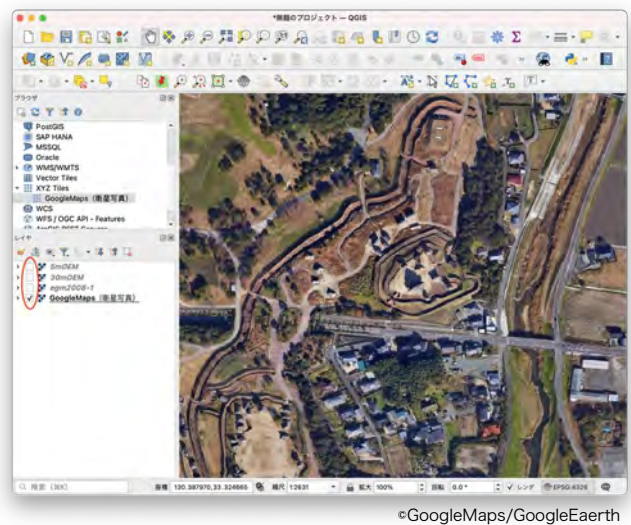 *無題のプロジェクト — QGIS
ブラウザ
PostGIS
SAP HANA
MSSQL
Oracle
WMS/WMTS
Vector Tiles
XYZ Tiles
GoogleMaps（衛星写真）
WCS
WFS / OGC API - Features
レイヤ
5mDEM
30mDEM
egm2008-1
GoogleMaps（衛星写真）
検索（⌘K）
座標 130.387970,33.324665 縮尺 1:2631 拡大 100% 回転 0.0° レンダ EPSG:4326
©GoogleMaps/GoogleEaerth